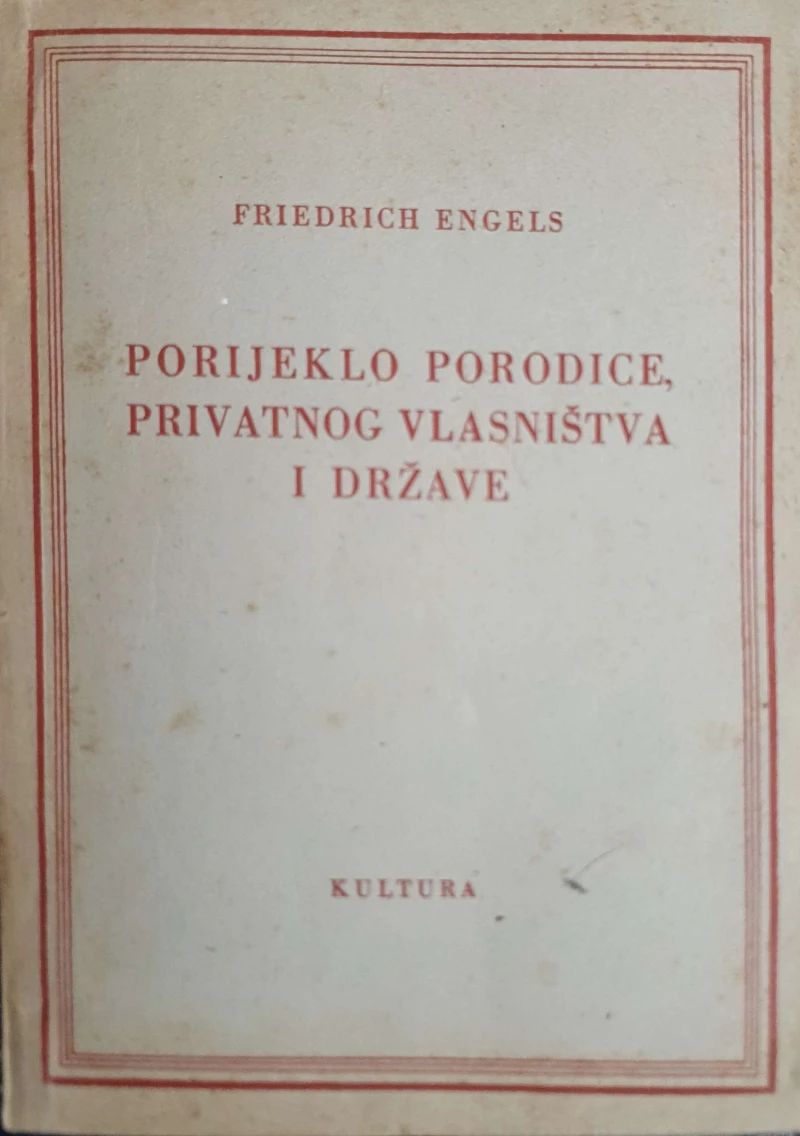 FRIEDRICH ENGELS
PORIJEKLO PORODICE,
PRIVATNOG VLASNIŠTVA
I DRŽAVE
KULTURA